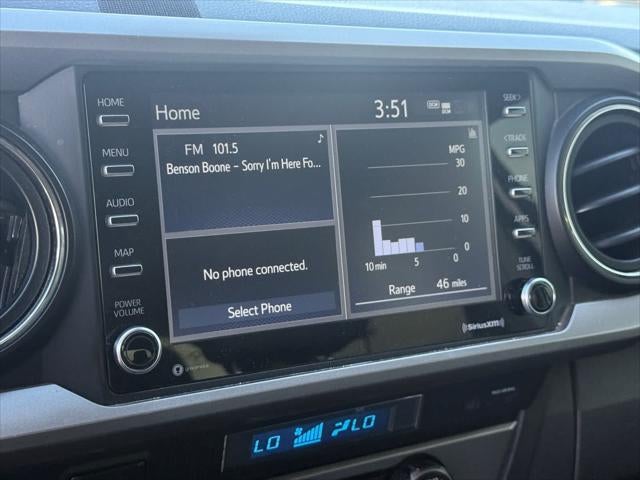 HOME
MENU
AUDIO
MAP
POWER
VOLUME
Home
3:51
DCM
FM 101.5
Benson Boone – Sorry I'm Here Fo...
No phone connected.
Select Phone
MPG
30
20
10
0
10 min 5 0
Range 46 miles
SEEK>
<TRACK
PHONE
APPS
TUNE
SCROLL
SiriusXM
LO LO